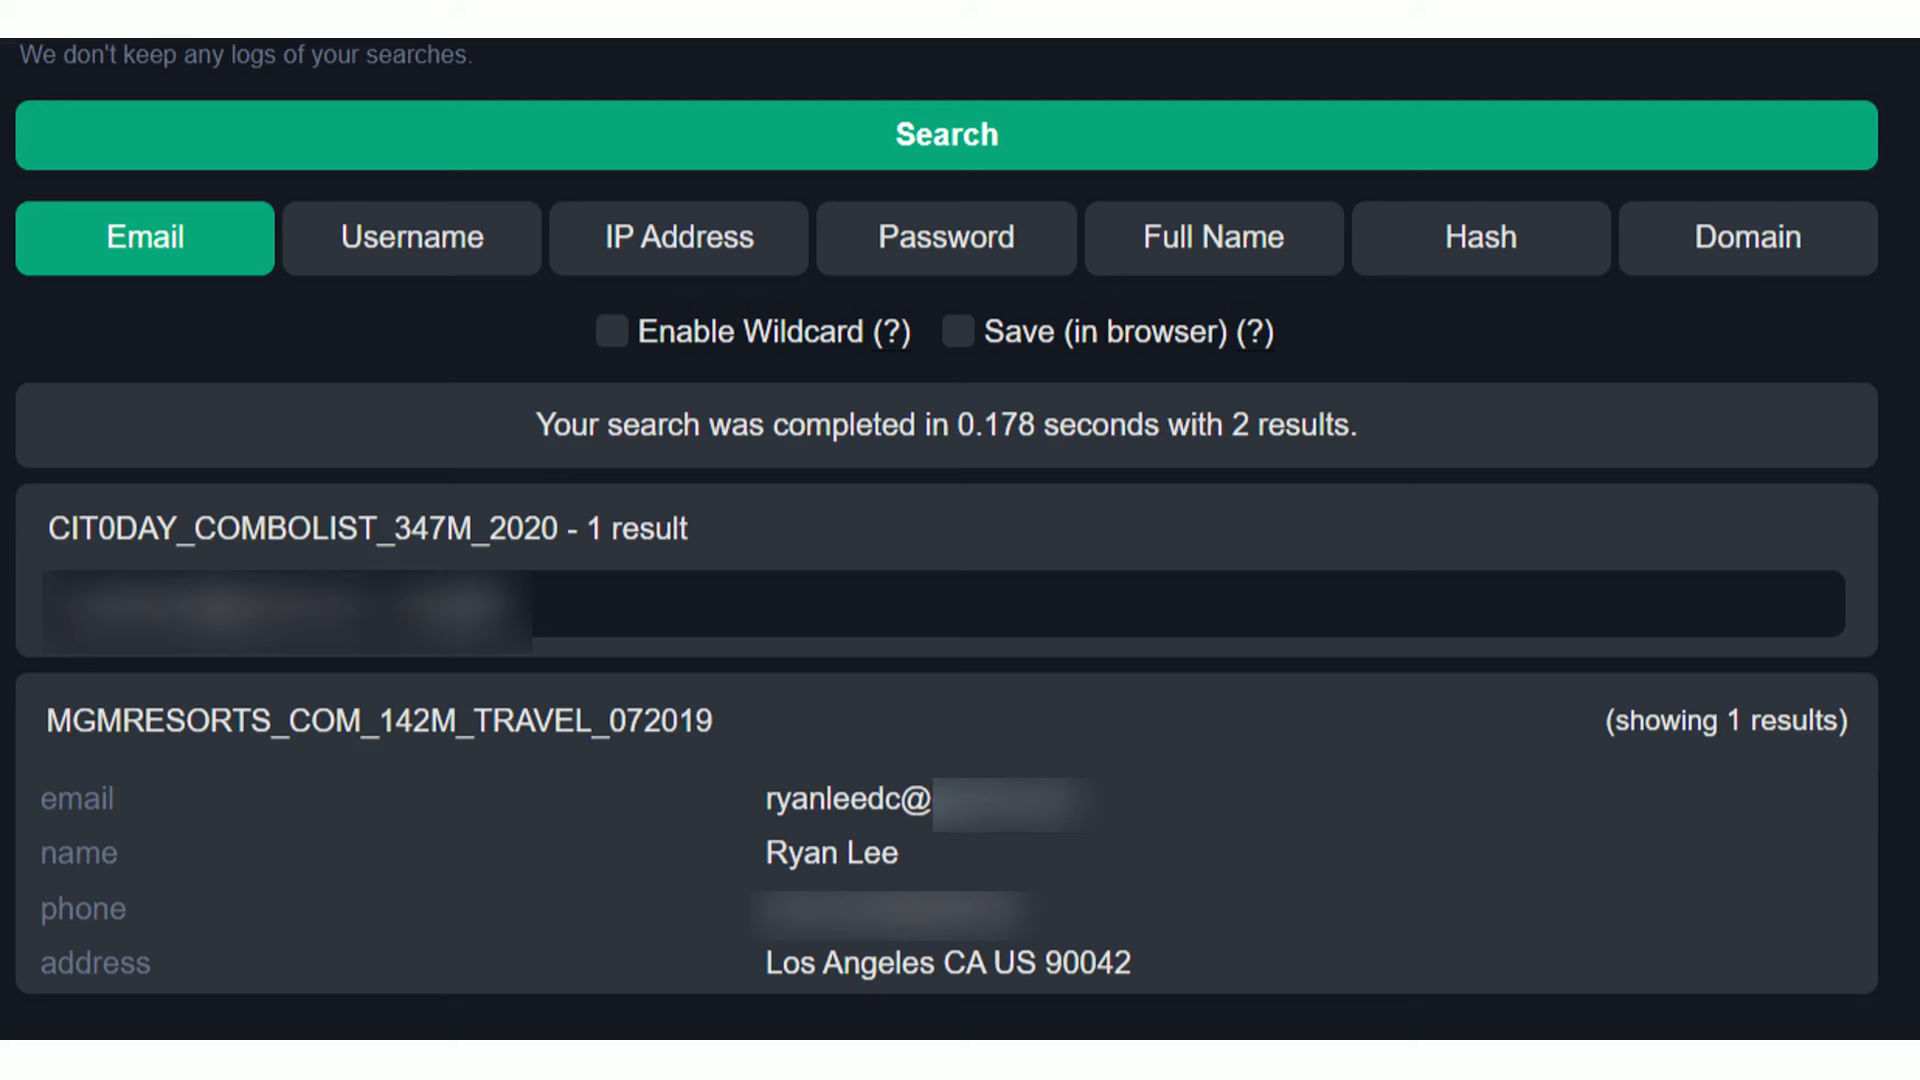 We don't keep any logs of your searches.
Search
Email Username IP Address Password Full Name Hash Domain
Enable Wildcard (?) Save (in browser) (?)
Your search was completed in 0.178 seconds with 2 results.
CIT0DAY_COMBOLIST_347M_2020 - 1 result
MGMRESORTS_COM_142M_TRAVEL_072019 (showing 1 results)
email ryanleedc@
name Ryan Lee
phone
address Los Angeles CA US 90042